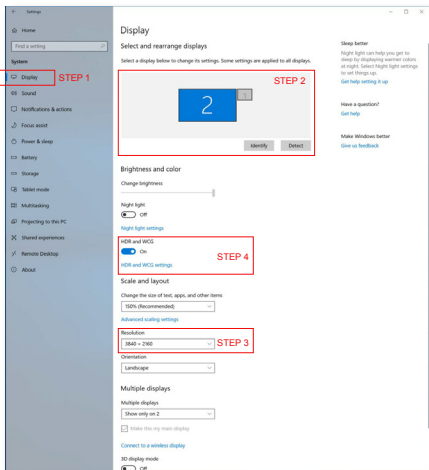 Settings
Home
Find a setting
System
Display
STEP 1
Sound
Notifications & actions
Focus assist
Power & sleep
Battery
Storage
Tablet mode
Multitasking
Projecting to this PC
Shared experiences
Remote Desktop
About
Display
Select and rearrange displays
Select a display below to change its settings. Some settings are applied to all displays.
STEP 2
2
1
Identify
Detect
Brightness and color
Change brightness
Night light
Off
Night light settings
HDR and WCG
On
STEP 4
HDR and WCG settings
Scale and layout
Change the size of text, apps, and other items
150% (Recommended)
Advanced scaling settings
Resolution
3840 × 2160
STEP 3
Orientation
Landscape
Multiple displays
Multiple displays
Show only on 2
Make this my main display
Connect to a wireless display
3D display mode
Off
Sleep better
Night light can help you get to
sleep by displaying warmer colors
at night. Select Night light settings
to set things up.
Get help setting it up
Have a question?
Get help
Make Windows better
Give us feedback